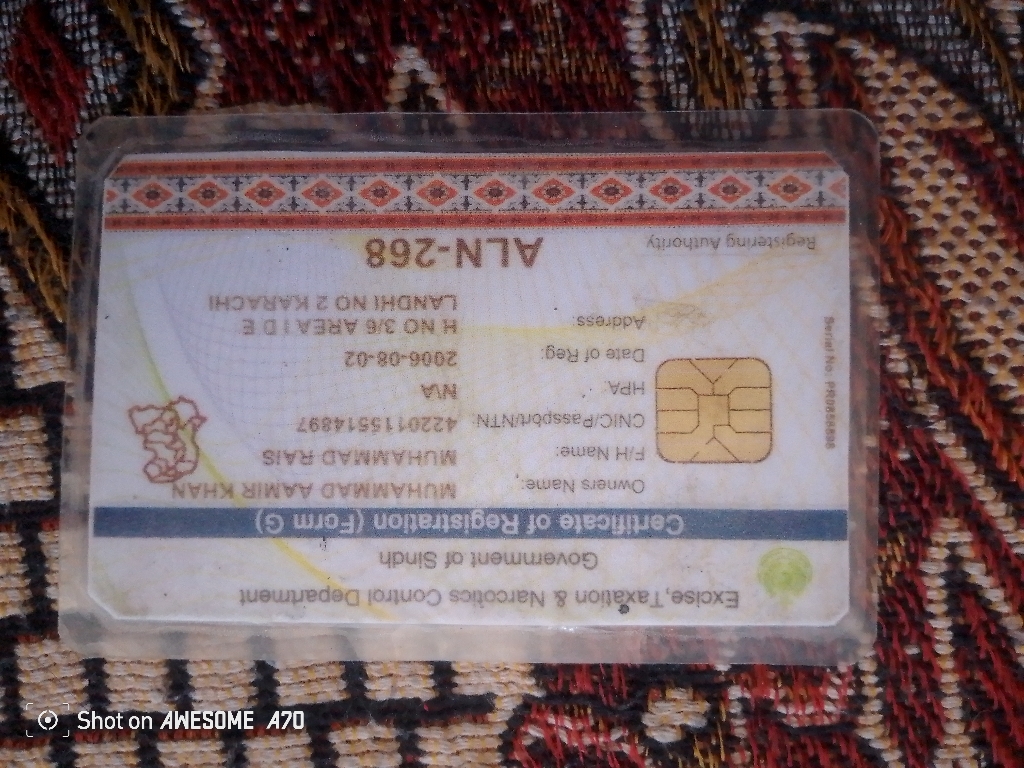 Excise,Taxation & Narcotics Control Department
Government of Sindh
Certificate of Registration (Form G)
Owners Name: MUHAMMAD AAMIR KHAN
F/H Name: MUHAMMAD RAIS
CNIC/Passport/NTN: 4220115514897
HPA: N/A
Date of Reg: 2006-08-02
Address: H NO 3/6 AREA I D E
LANDHI NO 2 KARACHI
Registering Authority
ALN-268
Serial No:
Shot on AWESOME A70